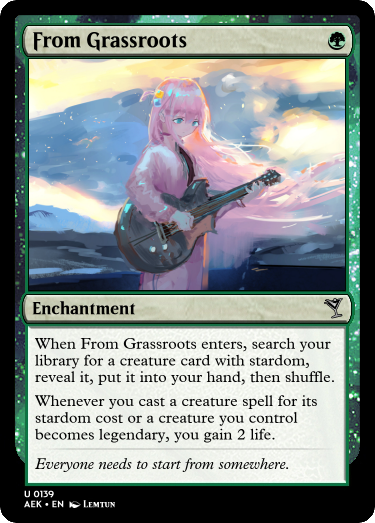 From Grassroots
Enchantment
When From Grassroots enters, search your
library for a creature card with stardom,
reveal it, put it into your hand, then shuffle.
Whenever you cast a creature spell for its
stardom cost or a creature you control
becomes legendary, you gain 2 life.
Everyone needs to start from somewhere.
U 0139
AEK • EN Lemtun